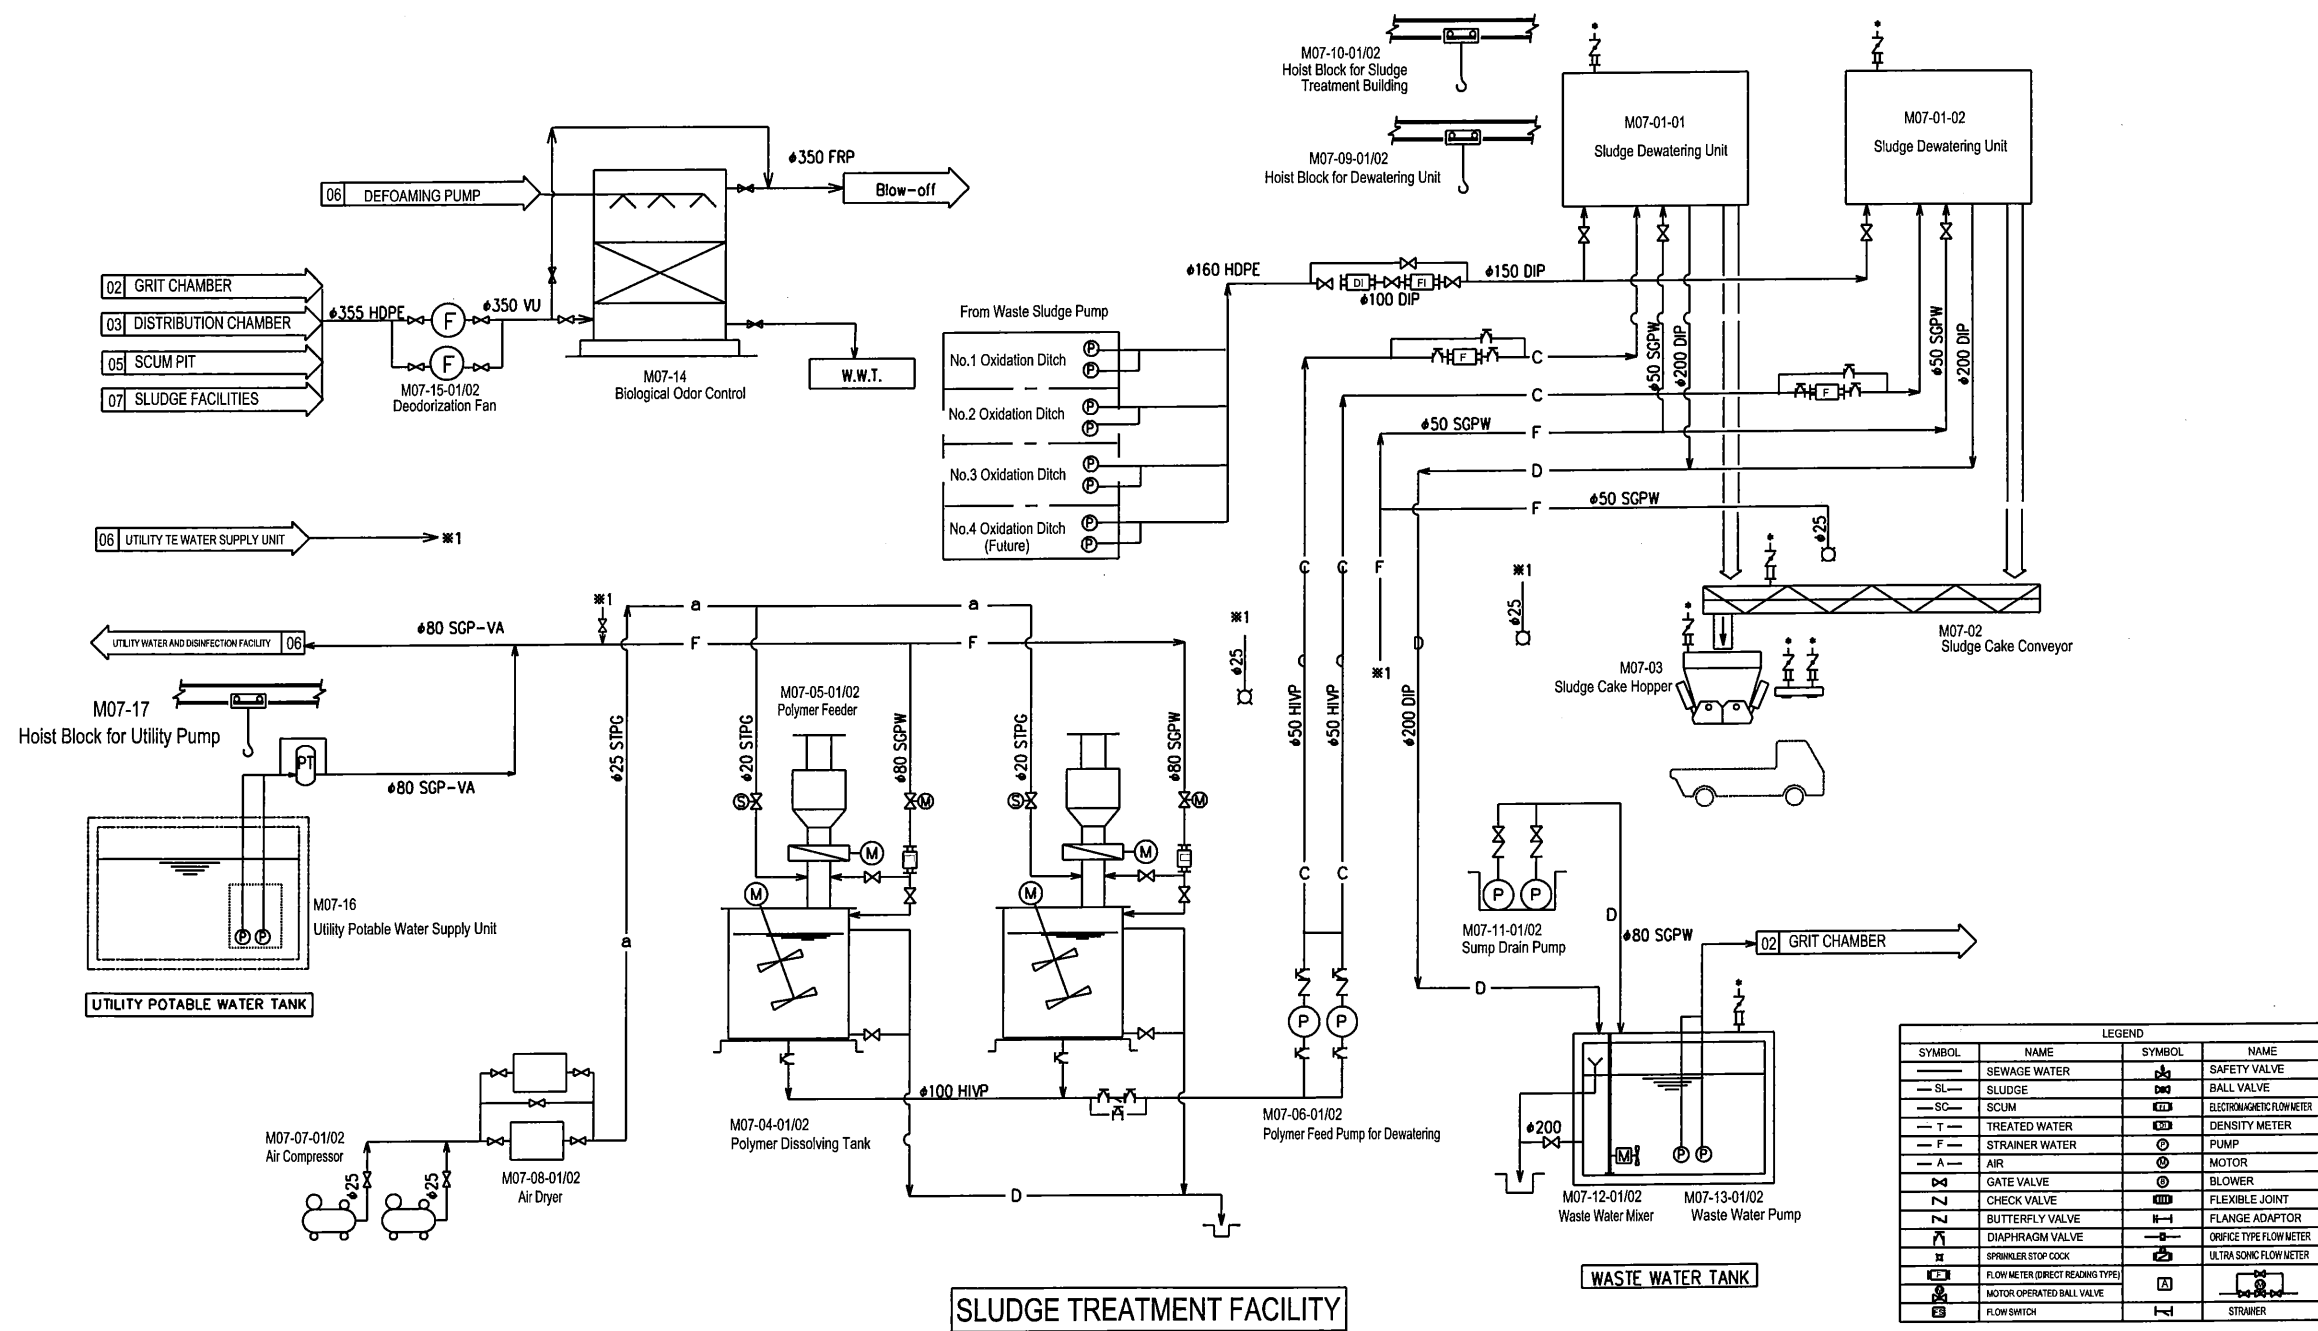 M07-10-01/02
Hoist Block for Sludge
Treatment Building
M07-09-01/02
Hoist Block for Dewatering Unit
*
*
M07-01-01
Sludge Dewatering Unit
M07-01-02
Sludge Dewatering Unit
06 DEFOAMING PUMP
ϕ350 FRP
Blow-off
02 GRIT CHAMBER
03 DISTRIBUTION CHAMBER
05 SCUM PIT
07 SLUDGE FACILITIES
ϕ355 HDPE
F
F
ϕ350 VU
M07-15-01/02
Deodorization Fan
M07-14
Biological Odor Control
W.W.T.
From Waste Sludge Pump
No.1 Oxidation Ditch
P
P
No.2 Oxidation Ditch
P
P
No.3 Oxidation Ditch
P
P
No.4 Oxidation Ditch
(Future)
P
P
ϕ160 HDPE
DI
FI
ϕ100 DIP
ϕ150 DIP
F
C
ϕ50 SGPW
ϕ200 DIP
C
F
ϕ50 SGPW
ϕ200 DIP
ϕ50 SGPW
F
D
ϕ50 SGPW
F
ϕ25
C
C
F
※1
ϕ25
※1
ϕ25
※1
C
C
D
ϕ50 HIVP
ϕ50 HIVP
ϕ200 DIP
C
C
06 UTILITY TE WATER SUPPLY UNIT
※1
UTILITY WATER AND DISINFECTION FACILITY 06
ϕ80 SGP-VA
※1
a
a
F
F
M07-17
Hoist Block for Utility Pump
PT
ϕ80 SGP-VA
P
P
M07-16
Utility Potable Water Supply Unit
UTILITY POTABLE WATER TANK
ϕ25 STPG
a
M07-05-01/02
Polymer Feeder
ϕ20 STPG
ϕ80 SGPW
S
M
M
M
ϕ20 STPG
ϕ80 SGPW
S
M
M
M
ϕ100 HIVP
M07-04-01/02
Polymer Dissolving Tank
D
P
P
M07-06-01/02
Polymer Feed Pump for Dewatering
M07-07-01/02
Air Compressor
M07-08-01/02
Air Dryer
ϕ25
ϕ25
*
*
*
*
M07-02
Sludge Cake Conveyor
M07-03
Sludge Cake Hopper
P
P
M07-11-01/02
Sump Drain Pump
D
ϕ80 SGPW
D
02 GRIT CHAMBER
*
ϕ200
M
P
P
M07-12-01/02
Waste Water Mixer
M07-13-01/02
Waste Water Pump
WASTE WATER TANK
SLUDGE TREATMENT FACILITY
LEGEND
SYMBOL NAME SYMBOL NAME
SEWAGE WATER SAFETY VALVE
SL SLUDGE BALL VALVE
SC SCUM FI ELECTROMAGNETIC FLOW METER
T TREATED WATER DI DENSITY METER
F STRAINER WATER P PUMP
A AIR M MOTOR
GATE VALVE B BLOWER
CHECK VALVE FLEXIBLE JOINT
BUTTERFLY VALVE FLANGE ADAPTOR
DIAPHRAGM VALVE ORIFICE TYPE FLOW METER
SPRINKLER STOP COCK ULTRA SONIC FLOW METER
F FLOW METER (DIRECT READING TYPE) A
MOTOR OPERATED BALL VALVE
FS FLOW SWITCH STRAINER